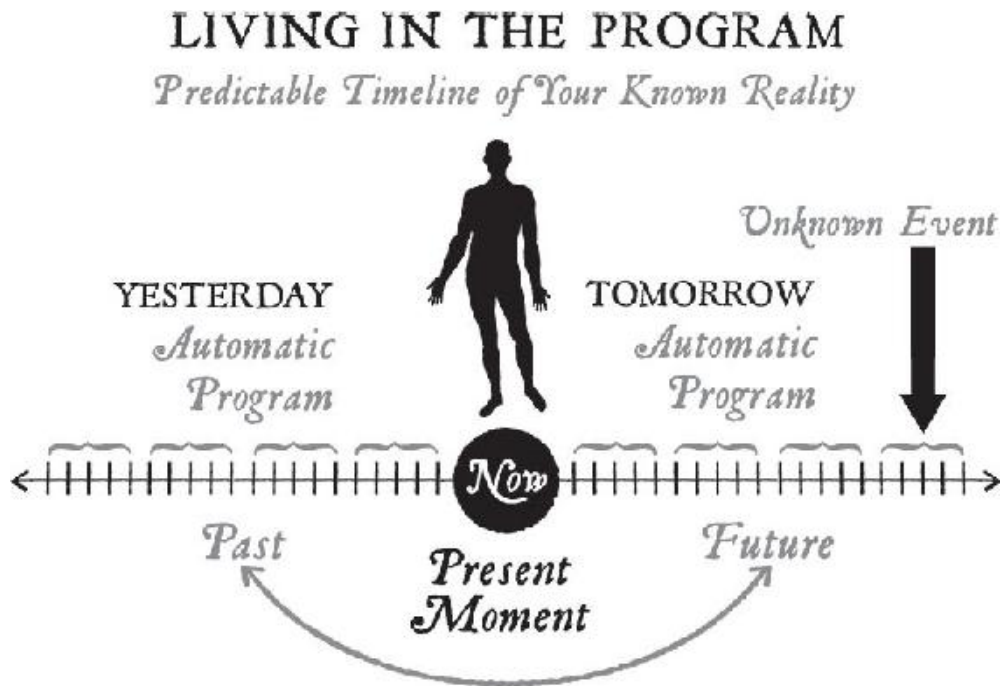 LIVING IN THE PROGRAM
Predictable Timeline of Your Known Reality
Unknown Event
YESTERDAY
Automatic
Program
TOMORROW
Automatic
Program
Now
Past
Present
Moment
Future